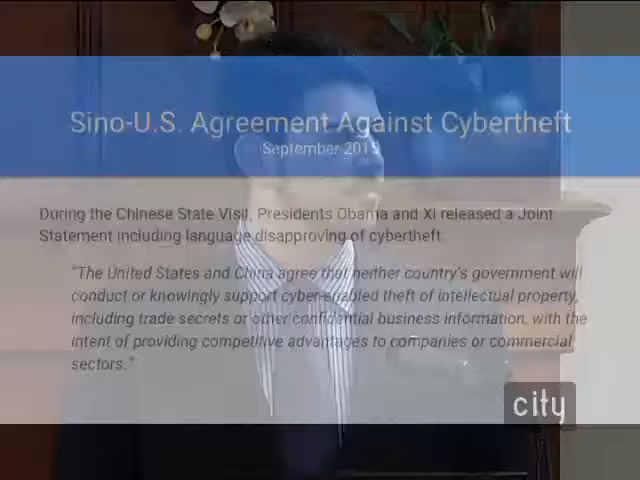 Sino-U.S. Agreement Against Cybertheft
September 2015
During the Chinese State Visit, Presidents Obama and Xi released a Joint
Statement including language disapproving of cybertheft
"The United States and China agree that neither country's government will
conduct or knowingly support cyber-enabled theft of intellectual property,
including trade secrets or other confidential business information, with the
intent of providing competitive advantages to companies or commercial
sectors."
city